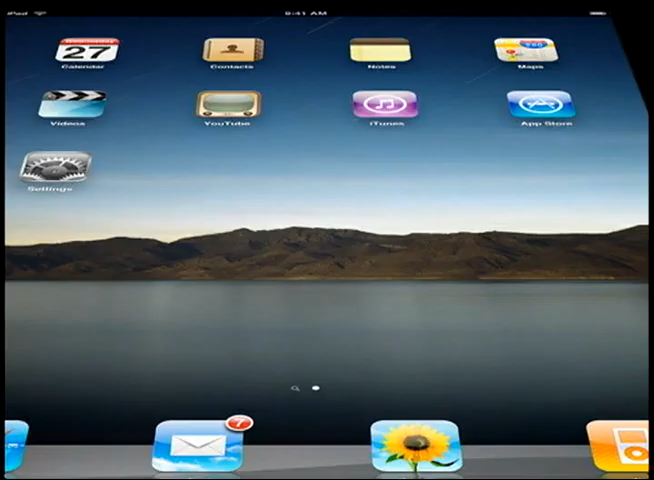 iPad 9:41 AM
Wednesday
27
Calendar Contacts Notes Maps
280
Videos YouTube iTunes App Store
Settings
7